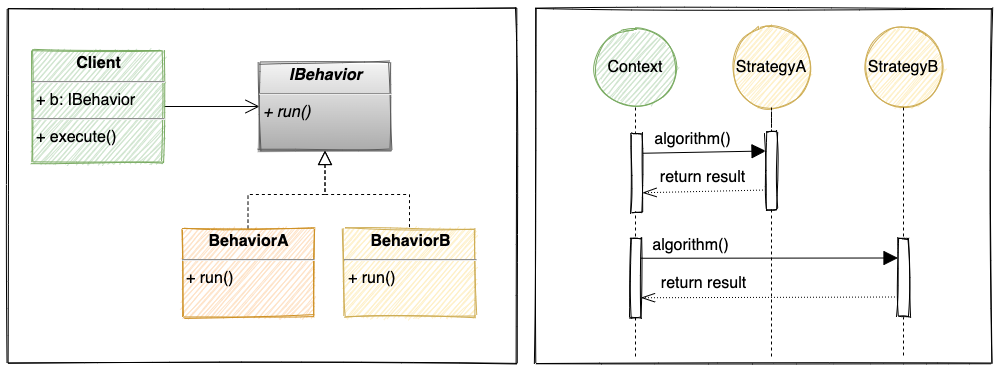 Client
+ b: IBehavior
+ execute()
IBehavior
+ run()
BehaviorA
+ run()
BehaviorB
+ run()
Context
StrategyA
StrategyB
algorithm()
return result
algorithm()
return result